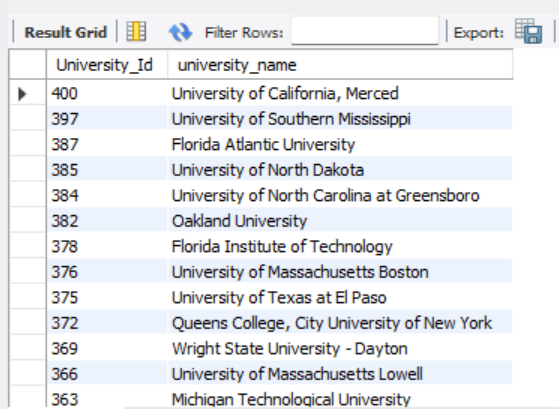 Result Grid Filter Rows: Export:
University_Id university_name
400 University of California, Merced
397 University of Southern Mississippi
387 Florida Atlantic University
385 University of North Dakota
384 University of North Carolina at Greensboro
382 Oakland University
378 Florida Institute of Technology
376 University of Massachusetts Boston
375 University of Texas at El Paso
372 Queens College, City University of New York
369 Wright State University - Dayton
366 University of Massachusetts Lowell
363 Michigan Technological University